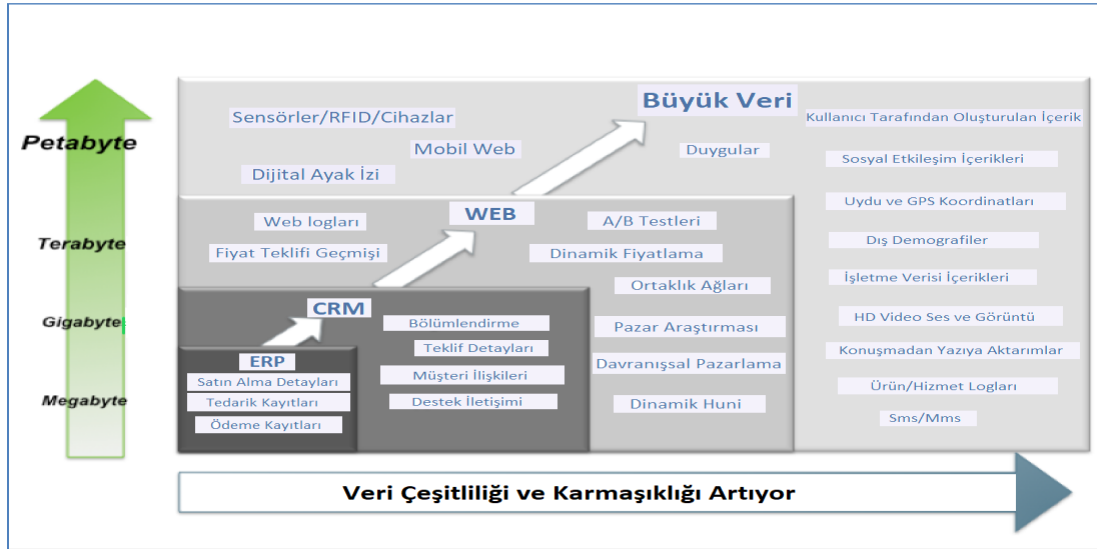 Büyük Veri
Sensörler/RFID/Cihazlar
Kullanıcı Tarafından Oluşturulan İçerik
Petabyte
Mobil Web
Duygular
Sosyal Etkileşim İçerikleri
Dijital Ayak İzi
Uydu ve GPS Koordinatları
WEB
Web logları
A/B Testleri
Terabyte
Dış Demografiler
Fiyat Teklifi Geçmişi
Dinamik Fiyatlama
İşletme Verisi İçerikleri
Ortaklık Ağları
CRM
HD Video Ses ve Görüntü
Gigabyte
Bölümlendirme
Pazar Araştırması
Teklif Detayları
Konuşmadan Yazıya Aktarımlar
ERP
Davranışsal Pazarlama
Satın Alma Detayları
Müşteri İlişkileri
Ürün/Hizmet Logları
Megabyte
Tedarik Kayıtları
Destek İletişimi
Dinamik Huni
Sms/Mms
Ödeme Kayıtları
Veri Çeşitliliği ve Karmaşıklığı Artıyor